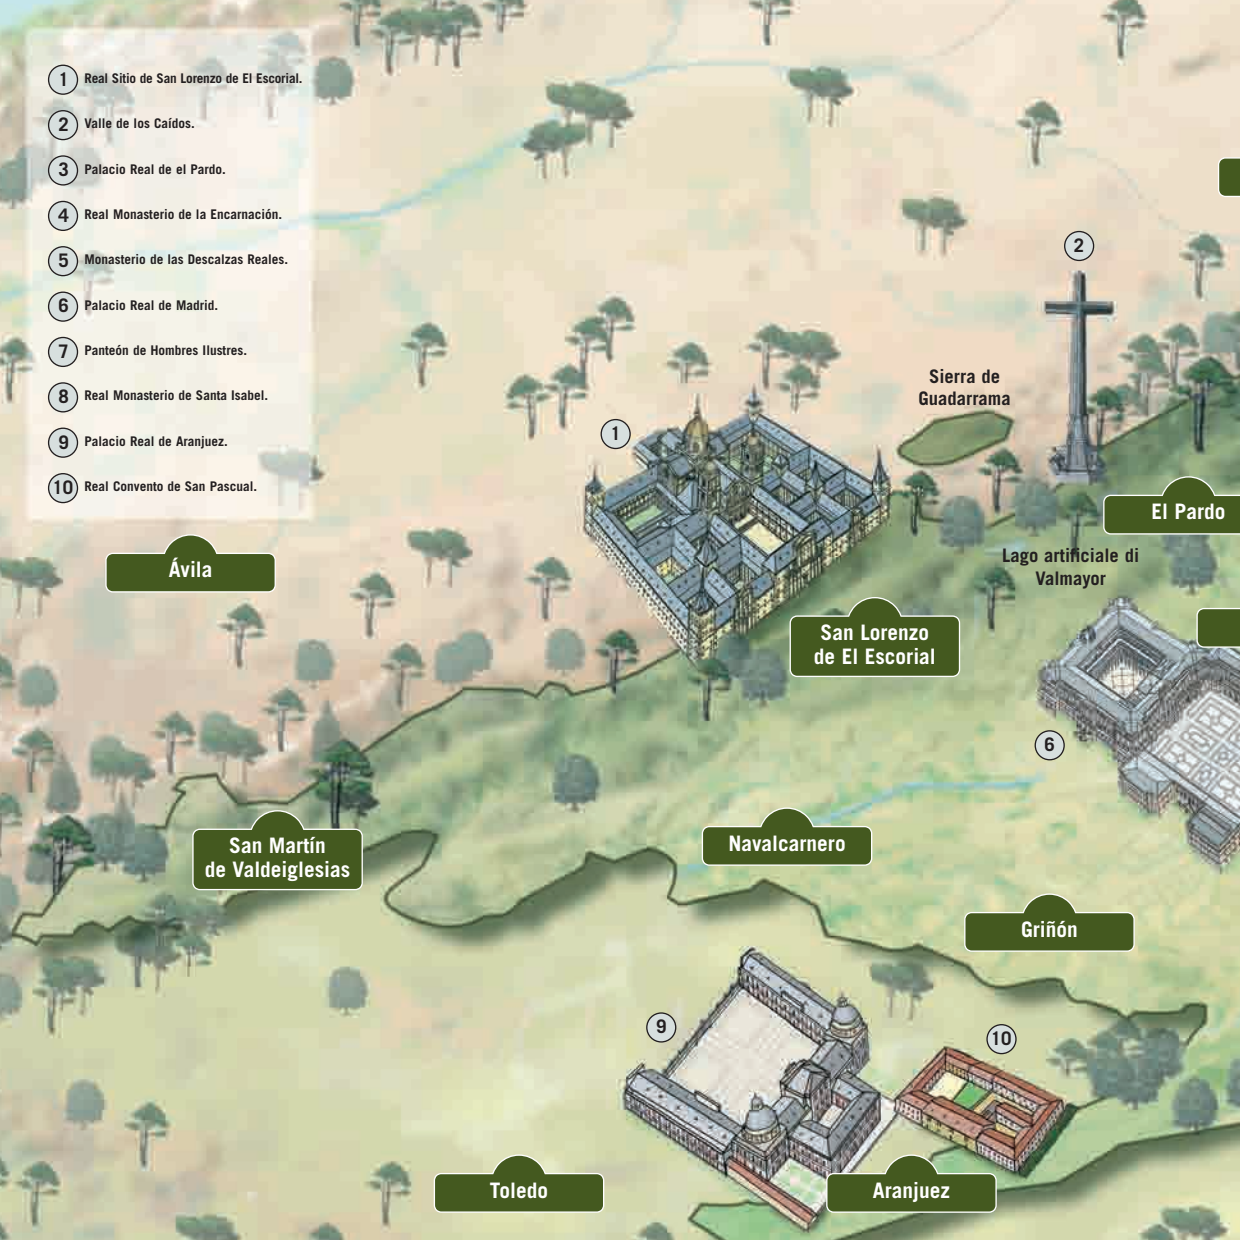 1 Real Sitio de San Lorenzo de El Escorial.
2 Valle de los Caídos.
3 Palacio Real de el Pardo.
4 Real Monasterio de la Encarnación.
5 Monasterio de las Descalzas Reales.
6 Palacio Real de Madrid.
7 Panteón de Hombres Ilustres.
8 Real Monasterio de Santa Isabel.
9 Palacio Real de Aranjuez.
10 Real Convento de San Pascual.
2
Sierra de
Guadarrama
1
El Pardo
Lago artificiale di
Valmayor
Ávila
San Lorenzo
de El Escorial
6
San Martín
de Valdeiglesias
Navalcarnero
Griñón
9
10
Toledo
Aranjuez